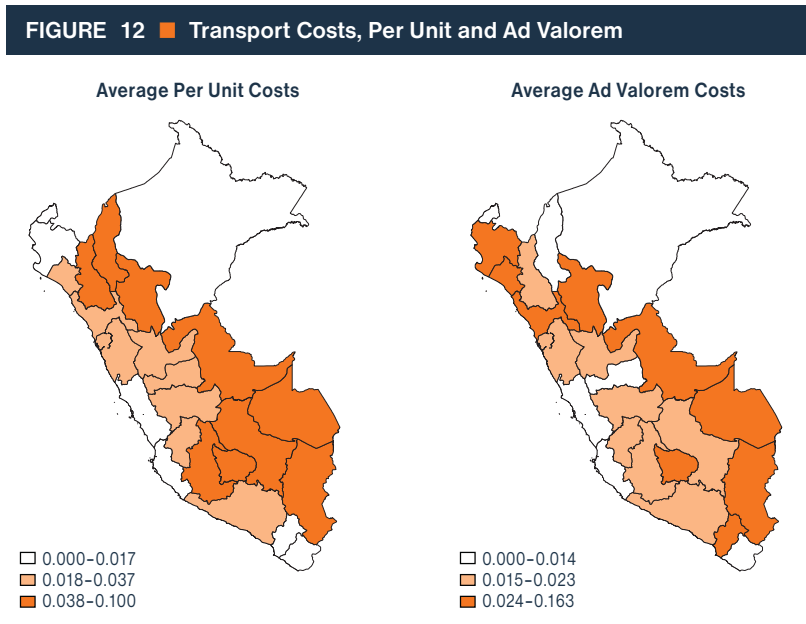 FIGURE 12 ■ Transport Costs, Per Unit and Ad Valorem
Average Per Unit Costs
Average Ad Valorem Costs
0.000–0.017
0.018–0.037
0.038–0.100
0.000–0.014
0.015–0.023
0.024–0.163